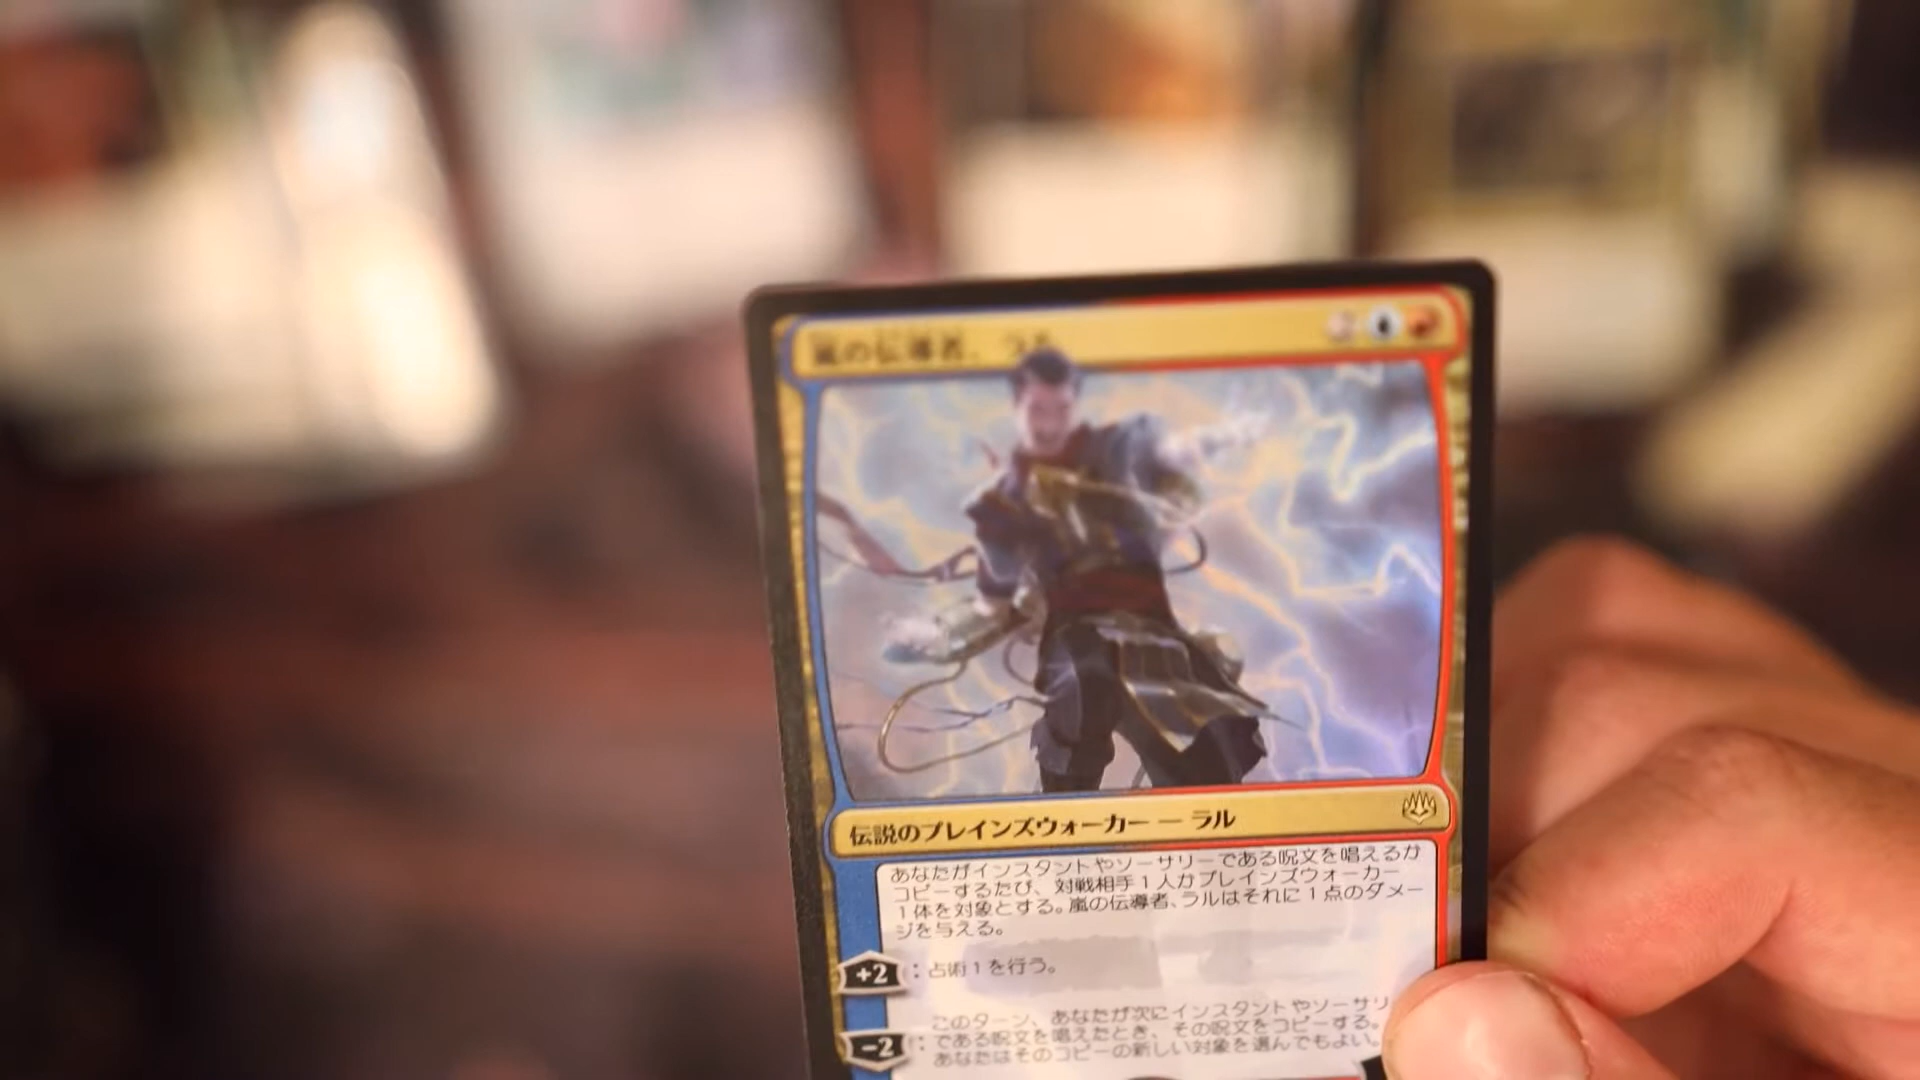 嵐の伝導者、ラル
伝説のプレインズウォーカー — ラル
あなたがインスタントやソーサリーである呪文を唱えるか
コピーするたび、対戦相手1人かプレインズウォーカー
1体を対象とする。嵐の伝導者、ラルはそれに1点のダメー
ジを与える。
+2 : 占術1を行う。
このターン、あなたが次にインスタントやソーサリ
-2 : である呪文を唱えたとき、その呪文をコピーする。
あなたはそのコピーの新しい対象を選んでもよい。